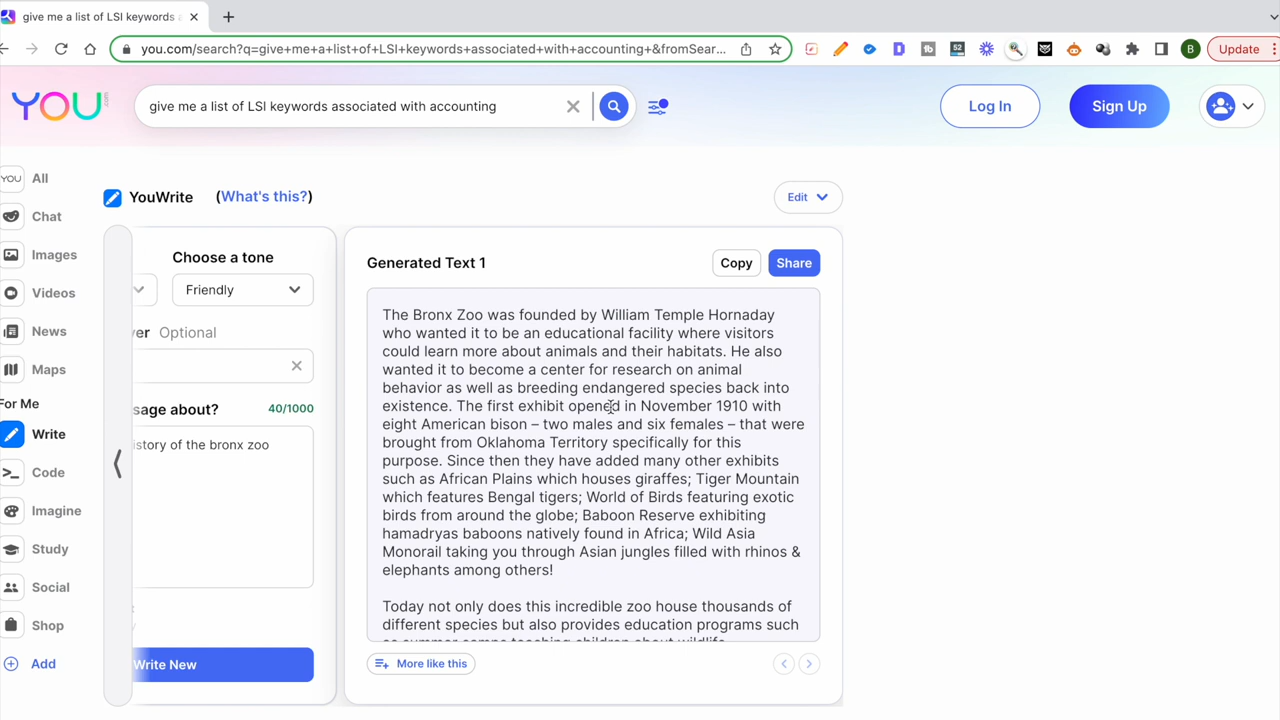 give me a list of LSI keywords a
you.com/search?q=give+me+a+list+of+LSI+keywords+associated+with+accounting+&fromSear...
52
B
Update
YOU
.com
give me a list of LSI keywords associated with accounting
Log In
Sign Up
YOU All
Chat
Images
Videos
News
Maps
For Me
Write
Code
Imagine
Study
Social
Shop
Add
YouWrite
(What's this?)
Edit
Choose a tone
Friendly
er Optional
sage about?
40/1000
istory of the bronx zoo
Write New
Generated Text 1
Copy
Share
The Bronx Zoo was founded by William Temple Hornaday
who wanted it to be an educational facility where visitors
could learn more about animals and their habitats. He also
wanted it to become a center for research on animal
behavior as well as breeding endangered species back into
existence. The first exhibit opened in November 1910 with
eight American bison – two males and six females – that were
brought from Oklahoma Territory specifically for this
purpose. Since then they have added many other exhibits
such as African Plains which houses giraffes; Tiger Mountain
which features Bengal tigers; World of Birds featuring exotic
birds from around the globe; Baboon Reserve exhibiting
hamadryas baboons natively found in Africa; Wild Asia
Monorail taking you through Asian jungles filled with rhinos &
elephants among others!
Today not only does this incredible zoo house thousands of
different species but also provides education programs such
as summer camps teaching children about wildlife
More like this